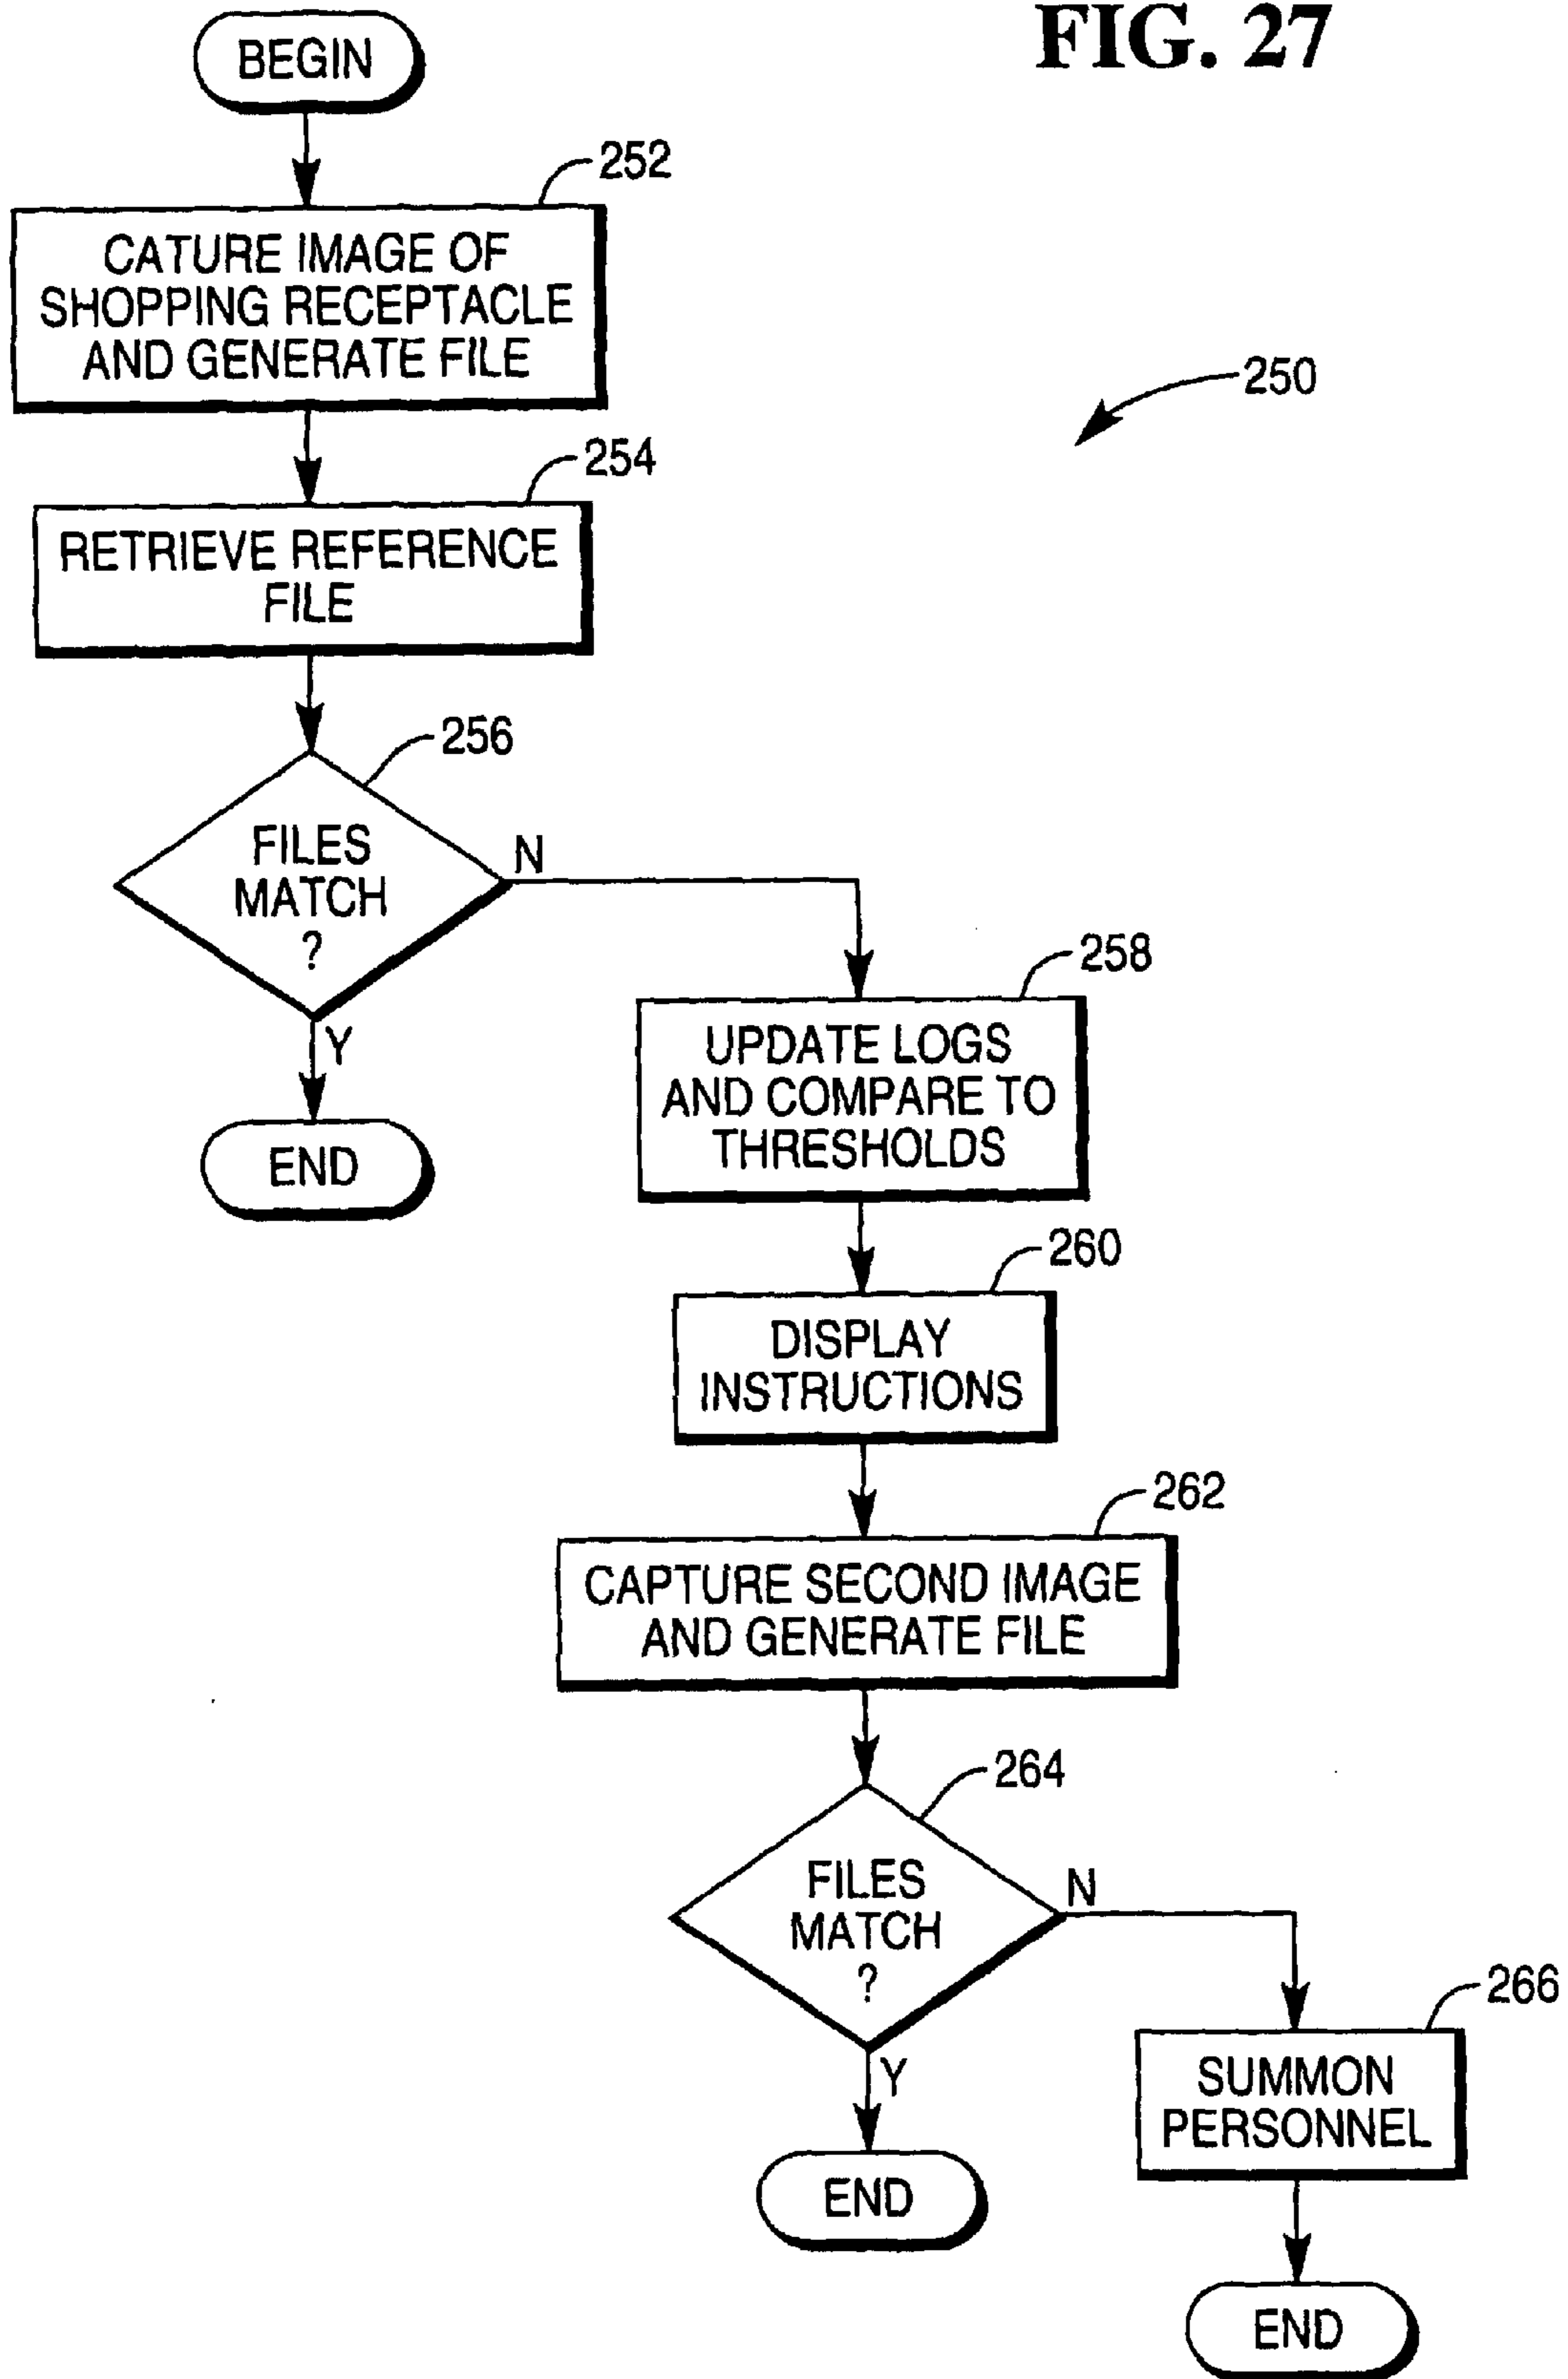 FIG. 27
BEGIN
252
CATURE IMAGE OF
SHOPPING RECEPTACLE
AND GENERATE FILE
250
254
RETRIEVE REFERENCE
FILE
256
FILES
MATCH
?
N
Y
END
258
UPDATE LOGS
AND COMPARE TO
THRESHOLDS
260
DISPLAY
INSTRUCTIONS
262
CAPTURE SECOND IMAGE
AND GENERATE FILE
264
FILES
MATCH
?
N
Y
END
266
SUMMON
PERSONNEL
END